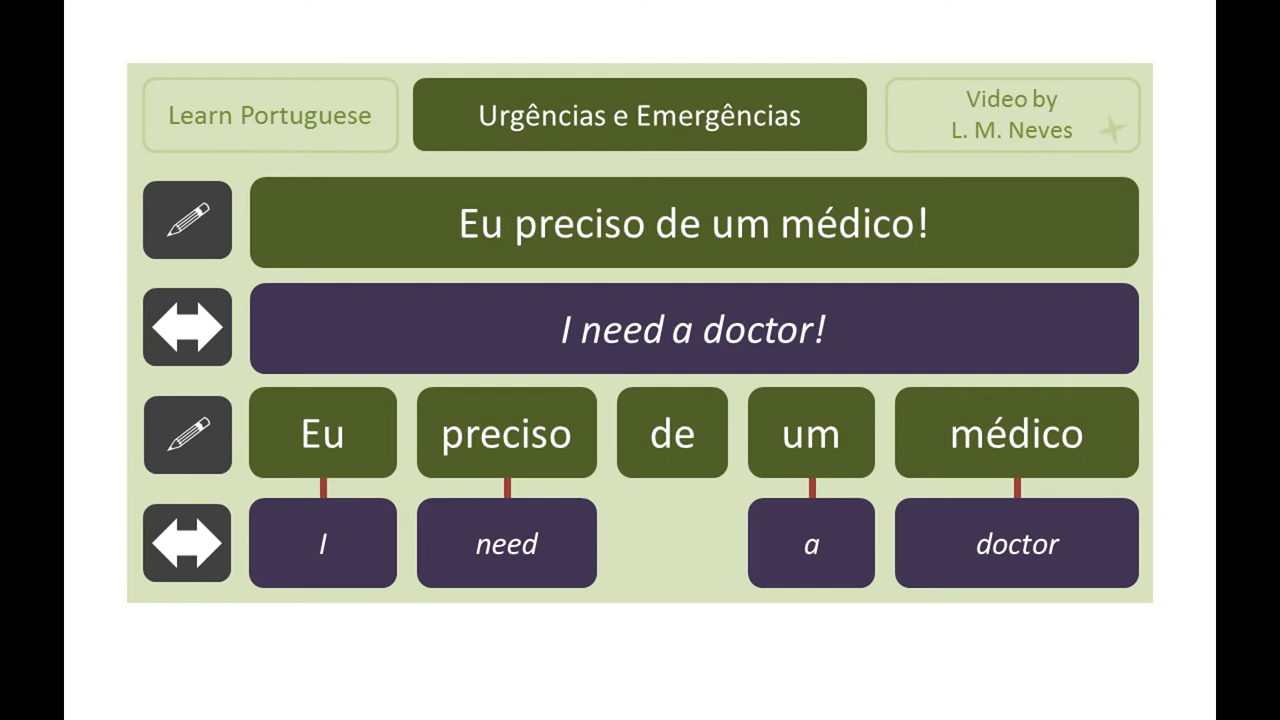 Learn Portuguese
Urgências e Emergências
Video by
L. M. Neves
Eu preciso de um médico!
I need a doctor!
Eu preciso de um médico
I need a doctor